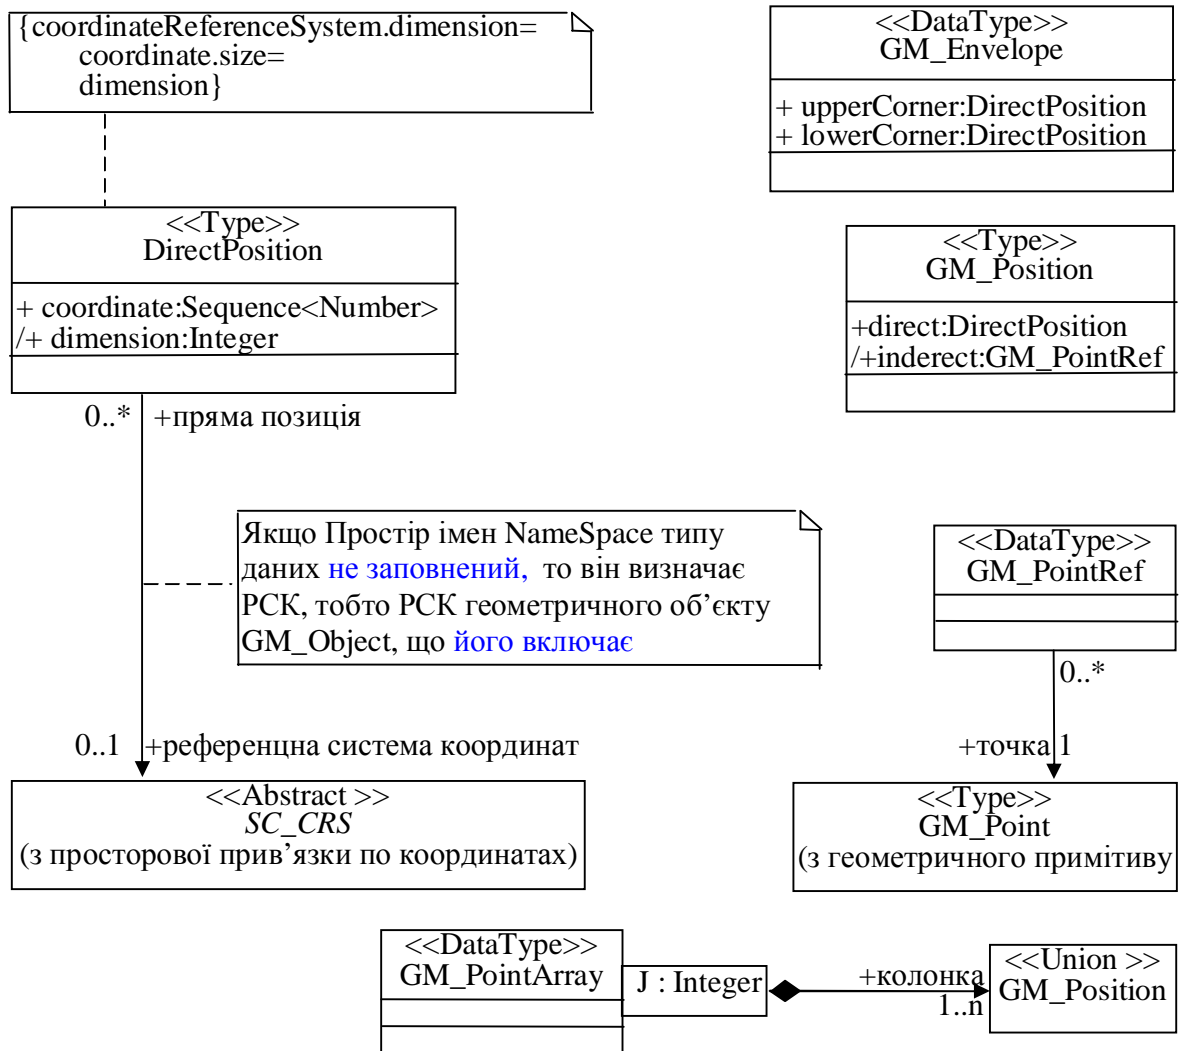 {coordinateReferenceSystem.dimension=
coordinate.size=
dimension}
<<DataType>>
GM_Envelope
+ upperCorner:DirectPosition
+ lowerCorner:DirectPosition
<<Type>>
DirectPosition
+ coordinate:Sequence<Number>
/+ dimension:Integer
<<Type>>
GM_Position
+direct:DirectPosition
/+inderect:GM_PointRef
0..* +пряма позиція
Якщо Простір імен NameSpace типу
даних не заповнений, то він визначає
РСК, тобто РСК геометричного об’єкту
GM_Object, що його включає
<<DataType>>
GM_PointRef
0..*
0..1 +референцна система координат
+точка 1
<<Abstract >>
SC_CRS
(з просторової прив’язки по координатах)
<<Type>>
GM_Point
(з геометричного примітиву
<<DataType>>
GM_PointArray
J : Integer
+колонка
1..n
<<Union >>
GM_Position